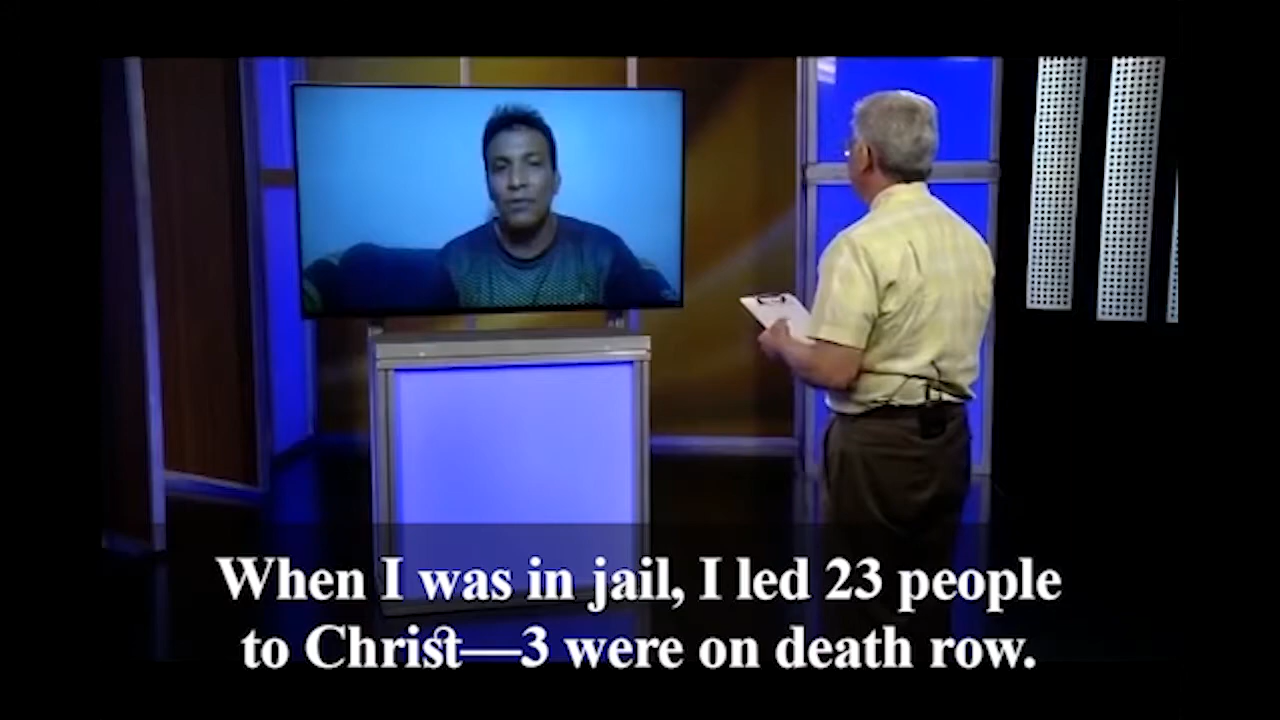 When I was in jail, I led 23 people
to Christ—3 were on death row.